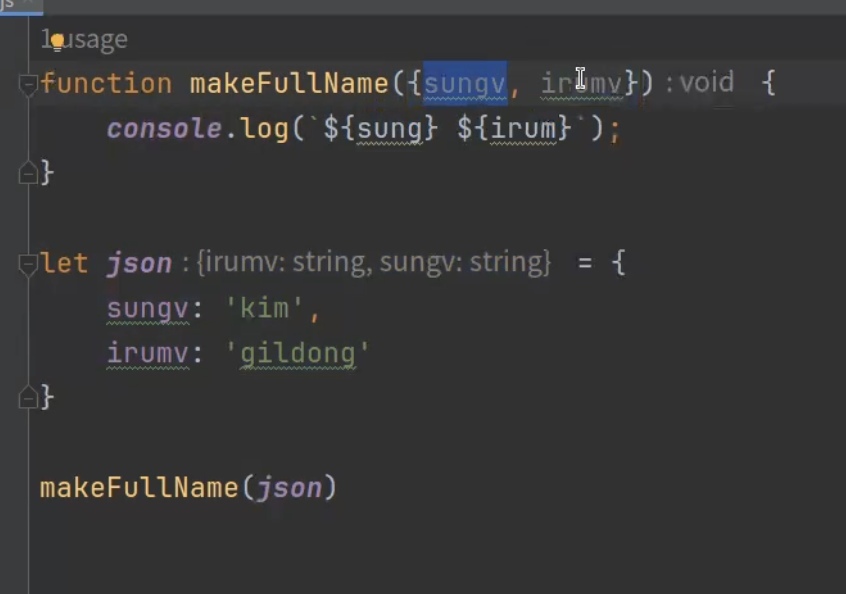 js
1 usage
function makeFullName({sungv, irumv}) : void {
console.log(`${sung} ${irum}`);
}
let json : {irumv: string, sungv: string} = {
sungv: 'kim',
irumv: 'gildong'
}
makeFullName(json)